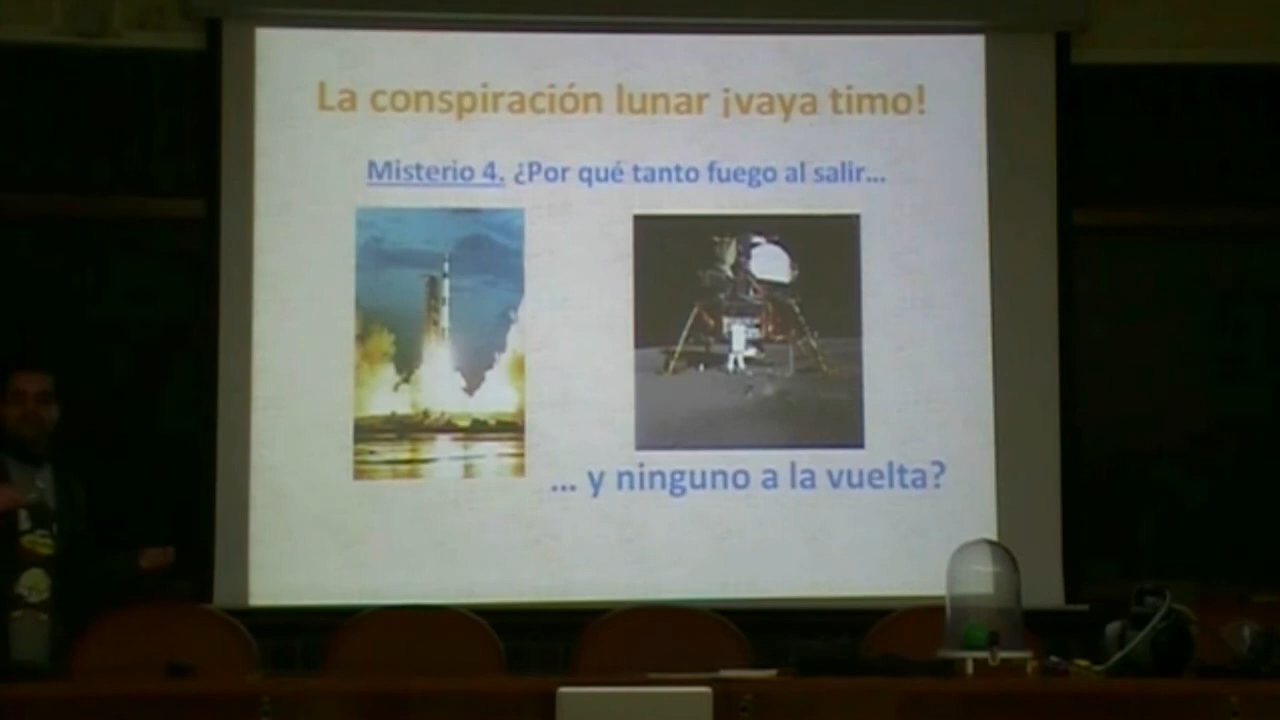 La conspiración lunar ¡vaya timo!
Misterio 4. ¿Por qué tanto fuego al salir...
... y ninguno a la vuelta?